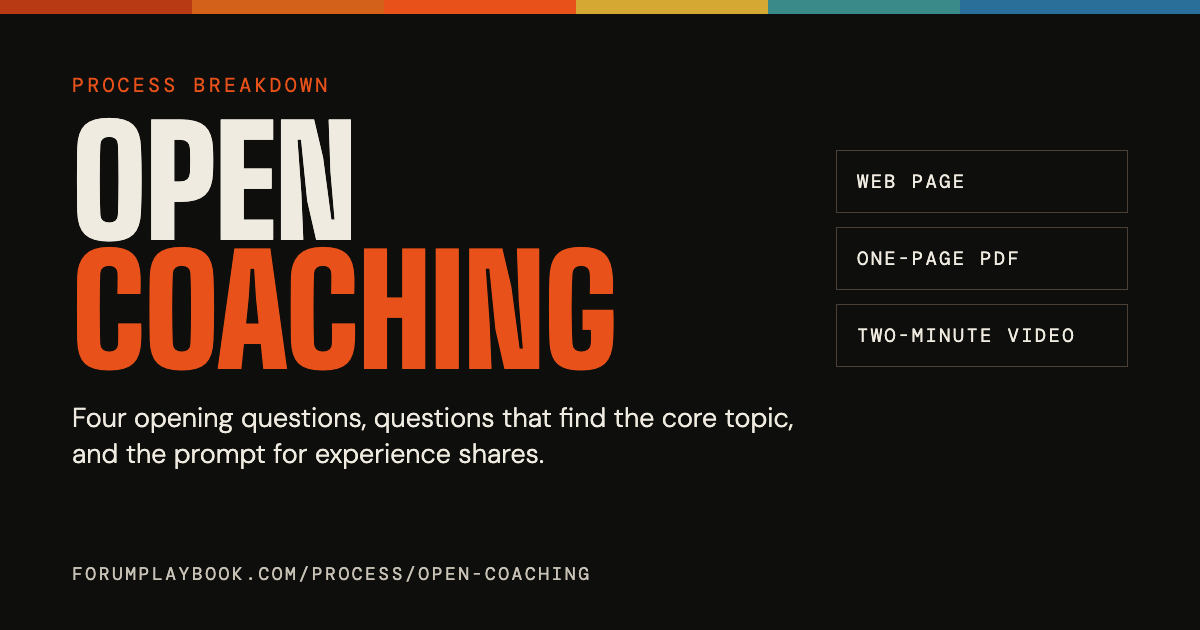 PROCESS BREAKDOWN
OPEN
COACHING
Four opening questions, questions that find the core topic,
and the prompt for experience shares.
WEB PAGE
ONE-PAGE PDF
TWO-MINUTE VIDEO
FORUMPLAYBOOK.COM/PROCESS/OPEN-COACHING